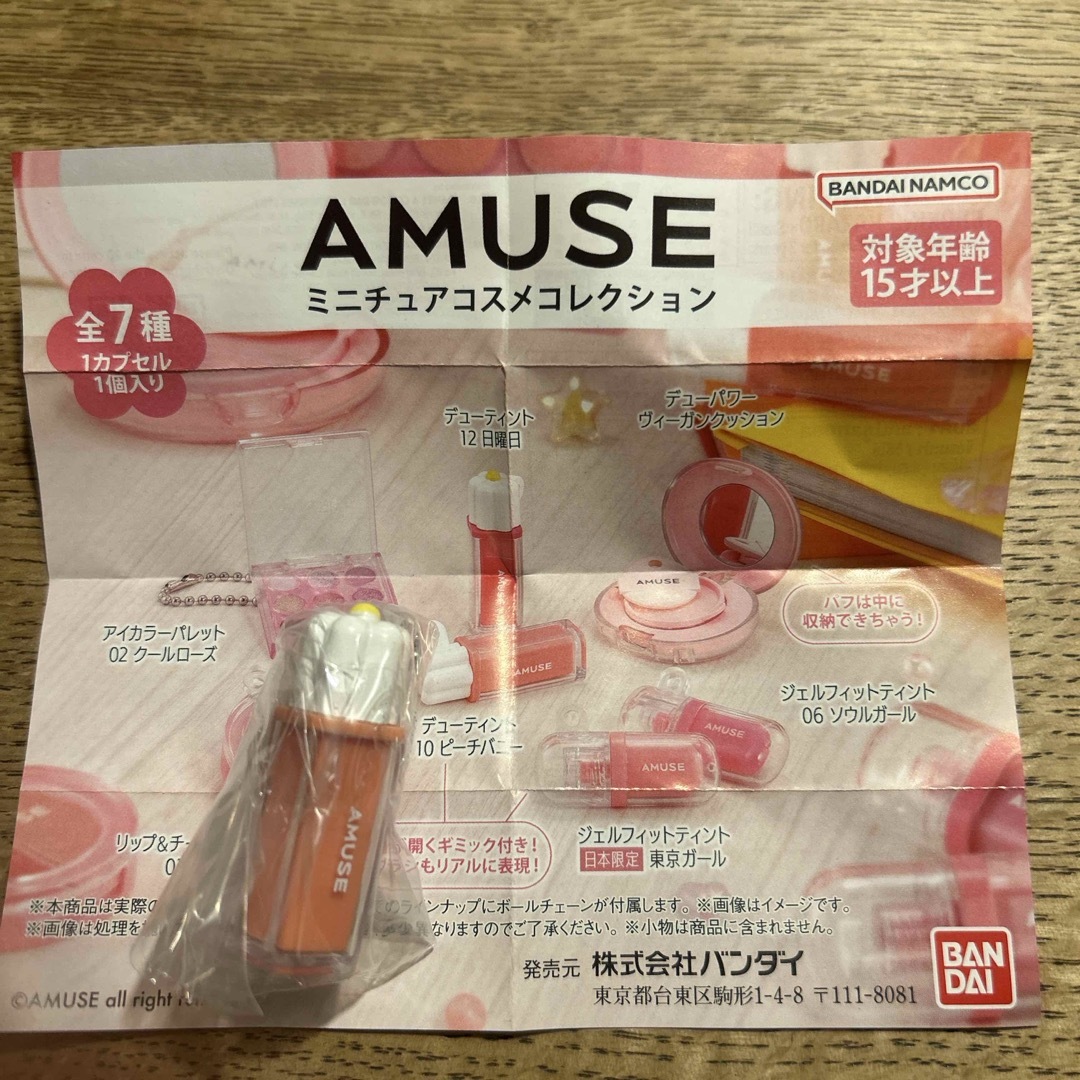 BANDAI NAMCO
AMUSE
ミニチュアコスメコレクション
対象年齢
15才以上
全7種
1カプセル
1個入り
AMUSE
デューティント
12 日曜日
デューパワー
ヴィーガンクッション
AMUSE
AMUSE
パフは中に
収納できちゃう!
アイカラーパレット
02 クールローズ
AMUSE
デューティント
10 ピーチバニー
ジェルフィットティント
06 ソウルガール
AMUSE
AMUSE
AMUSE
リップ&チ
開くギミック付き!
シもリアルに表現!
ジェルフィットティント
日本限定 東京ガール
※本商品は実際の
のラインナップにボールチェーンが付属します。※画像はイメージです。
※画像は処理を
異なりますのでご了承ください。※小物は商品に含まれません。
発売元 株式会社バンダイ
東京都台東区駒形1-4-8 〒111-8081
BAN
DAI
©AMUSE all right